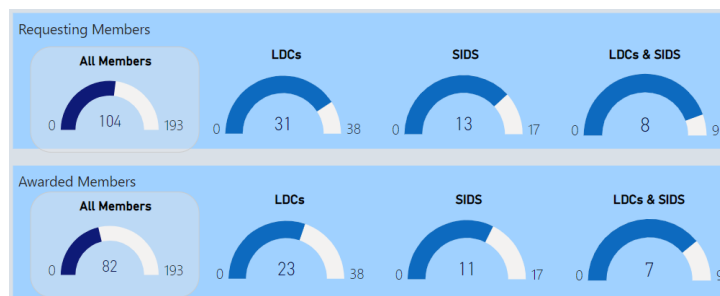 Requesting Members
All Members
0 104 193
LDCs
0 31 38
SIDS
0 13 17
LDCs & SIDS
0 8 9
Awarded Members
All Members
0 82 193
LDCs
0 23 38
SIDS
0 11 17
LDCs & SIDS
0 7 9